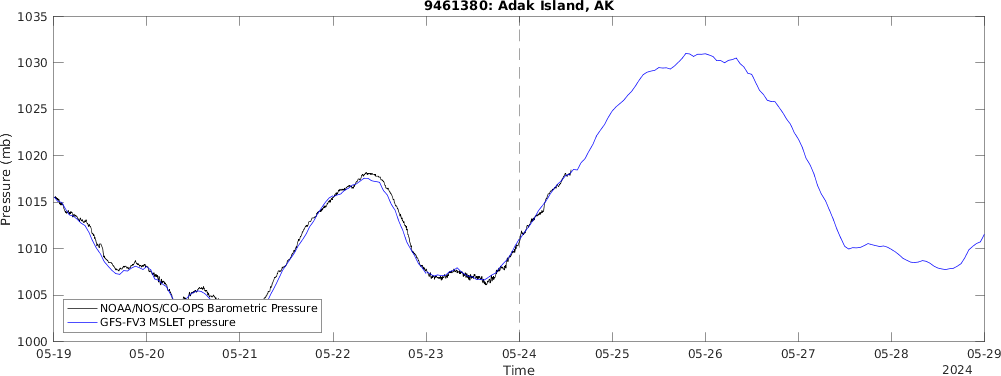 9461380: Adak Island, AK
Pressure (mb)
1035
1030
1025
1020
1015
1010
1005
1000
NOAA/NOS/CO-OPS Barometric Pressure
GFS-FV3 MSLET pressure
05-19 05-20 05-21 05-22 05-23 05-24 05-25 05-26 05-27 05-28 05-29
Time
2024